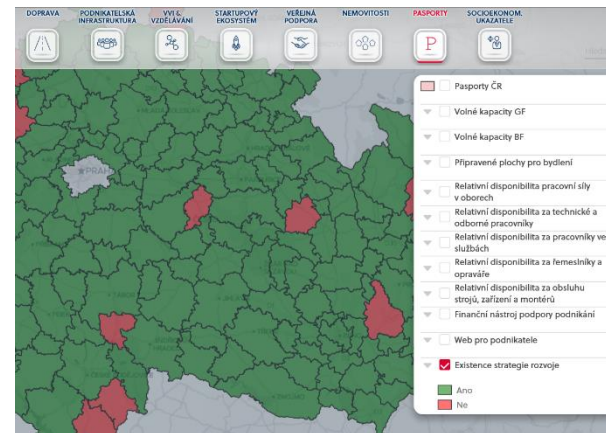 DOPRAVA
PODNIKATELSKÁ
INFRASTRUKTURA
VVI &
VZDĚLÁVÁNÍ
STARTUPOVÝ
EKOSYSTÉM
VEŘEJNÁ
PODPORA
NEMOVITOSTI
PASPORTY
SOCIOEKONOM.
UKAZATELE
P
Pasporty ČR
Volné kapacity GF
Volné kapacity BF
Připravené plochy pro bydlení
Relativní disponibilita pracovní síly
v oborech
Relativní disponibilita za technické a
odborné pracovníky
Relativní disponibilita za pracovníky ve
službách
Relativní disponibilita za řemeslníky a
opraváře
Relativní disponibilita za obsluhu
strojů, zařízení a montérů
Finanční nástroj podpory podnikání
Web pro podnikatele
Existence strategie rozvoje
Ano
Ne
PRAHA